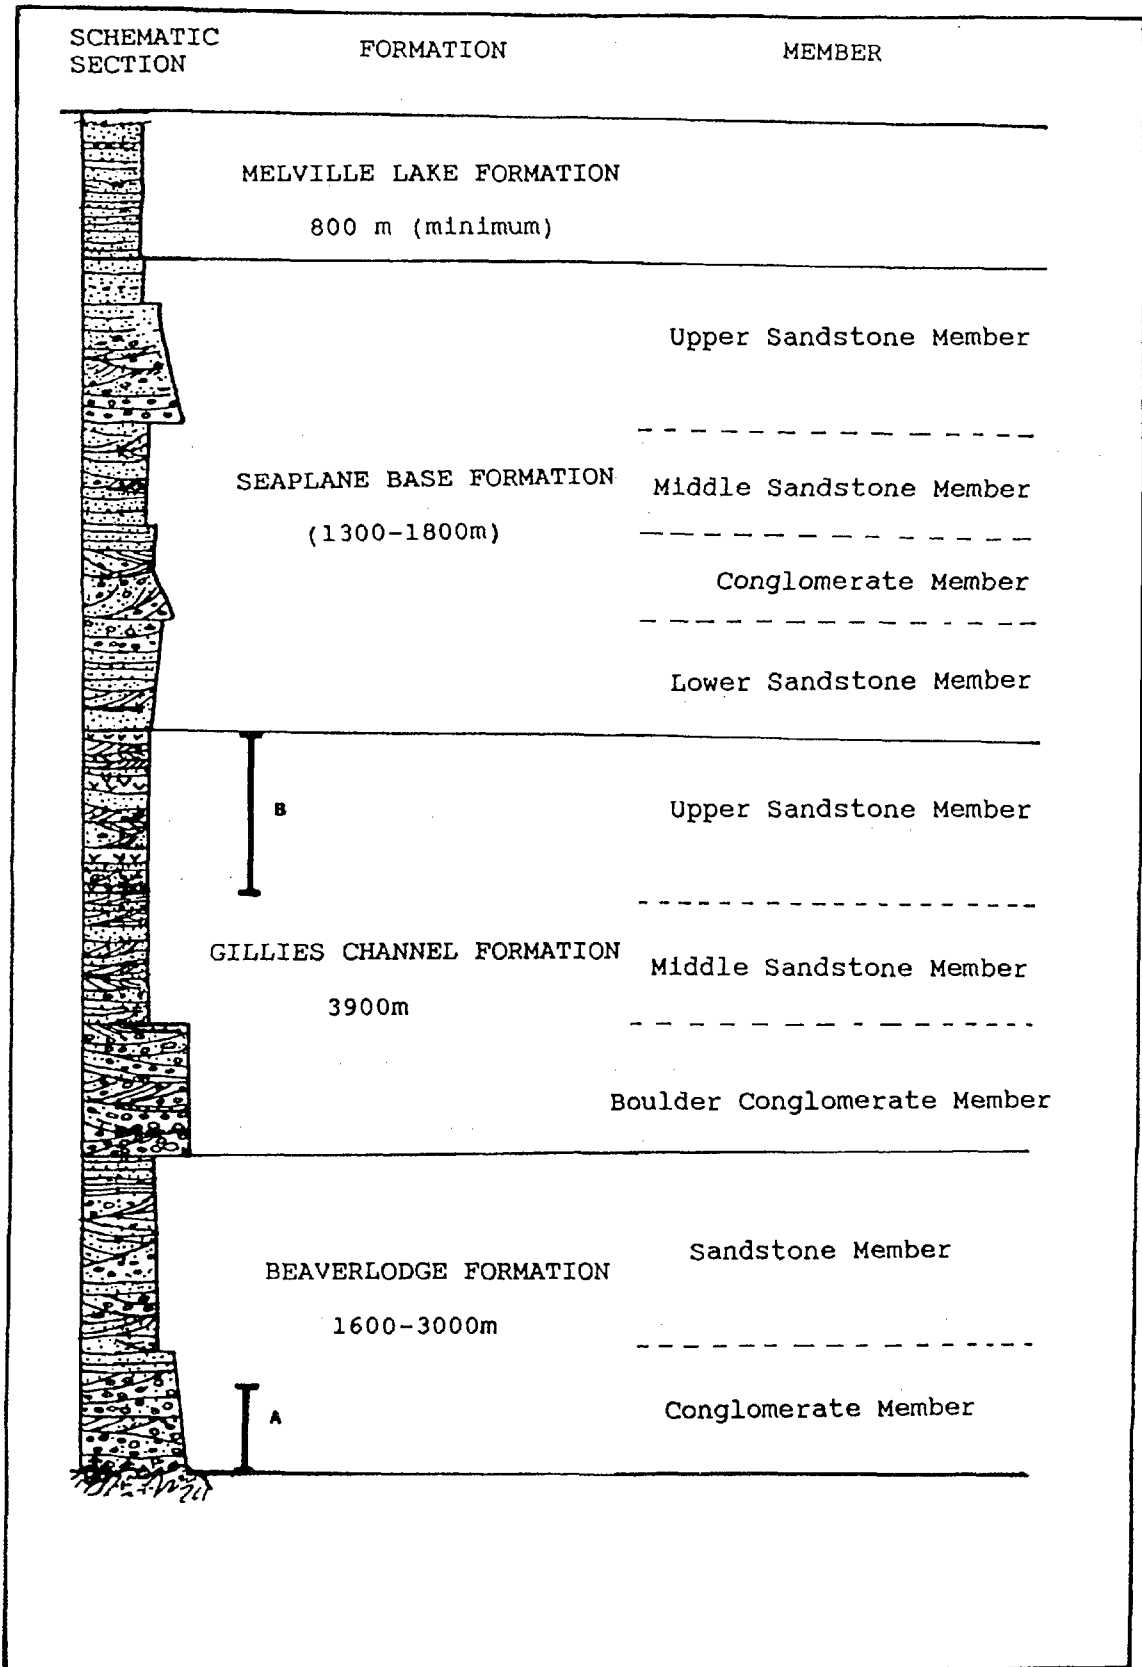 SCHEMATIC
SECTION
FORMATION
MEMBER
MELVILLE LAKE FORMATION
800 m (minimum)
Upper Sandstone Member
SEAPLANE BASE FORMATION
(1300-1800m)
Middle Sandstone Member
Conglomerate Member
Lower Sandstone Member
B
Upper Sandstone Member
GILLIES CHANNEL FORMATION
3900m
Middle Sandstone Member
Boulder Conglomerate Member
BEAVERLODGE FORMATION
1600-3000m
Sandstone Member
A
Conglomerate Member